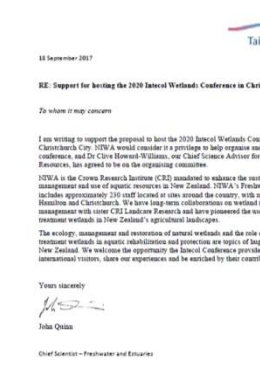 Tai
18 September 2017
RE: Support for hosting the 2020 Intecol Wetlands Conference in Chri
To whom it may concern
I am writing to support the proposal to host the 2020 Intecol Wetlands Con
Christchurch City. NIWA would consider it a privilege to help organise and
conference, and Dr Clive Howard-Williams, our Chief Science Advisor for
Resources, has agreed to be on the organising committee.
NIWA is the Crown Research Institute (CRI) mandated to enhance the sust
management and use of aquatic resources in New Zealand. NIWA's Freshw
includes approximately 230 staff located at sites around the country, with m
Hamilton and Christchurch. We have long-term collaborations on wetland
management with sister CRI Landcare Research and have pioneered the use
treatment wetlands in New Zealand's agricultural landscapes.
The ecology, management and restoration of natural wetlands and the role
treatment wetlands in aquatic rehabilitation and protection are topics of
New Zealand. We welcome the opportunity the Intecol Conference provide
international visitors, share our experiences and be enriched by their contri
Yours sincerely
John Quinn
Chief Scientist – Freshwater and Estuaries